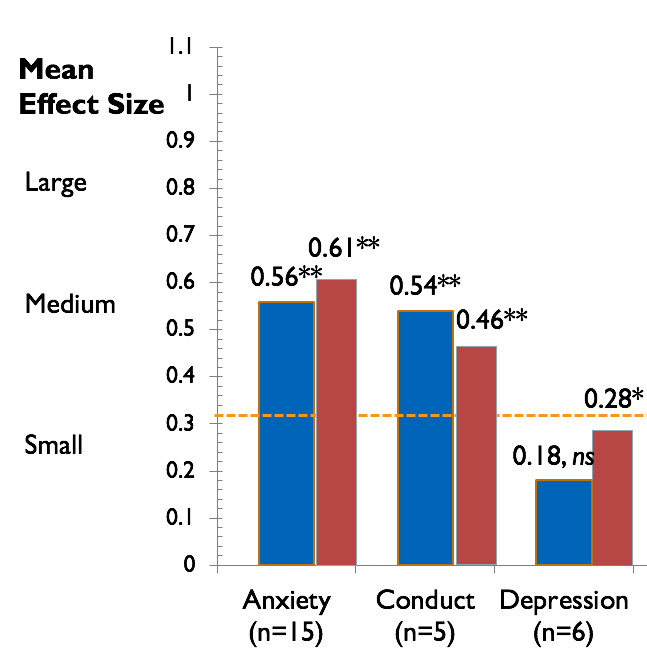 Mean
Effect Size
Large
Medium
Small
1.1
1
0.9
0.8
0.7
0.6
0.5
0.4
0.3
0.2
0.1
0
0.56**
0.61**
0.54**
0.46**
0.18, ns
0.28*
Anxiety
(n=15)
Conduct
(n=5)
Depression
(n=6)